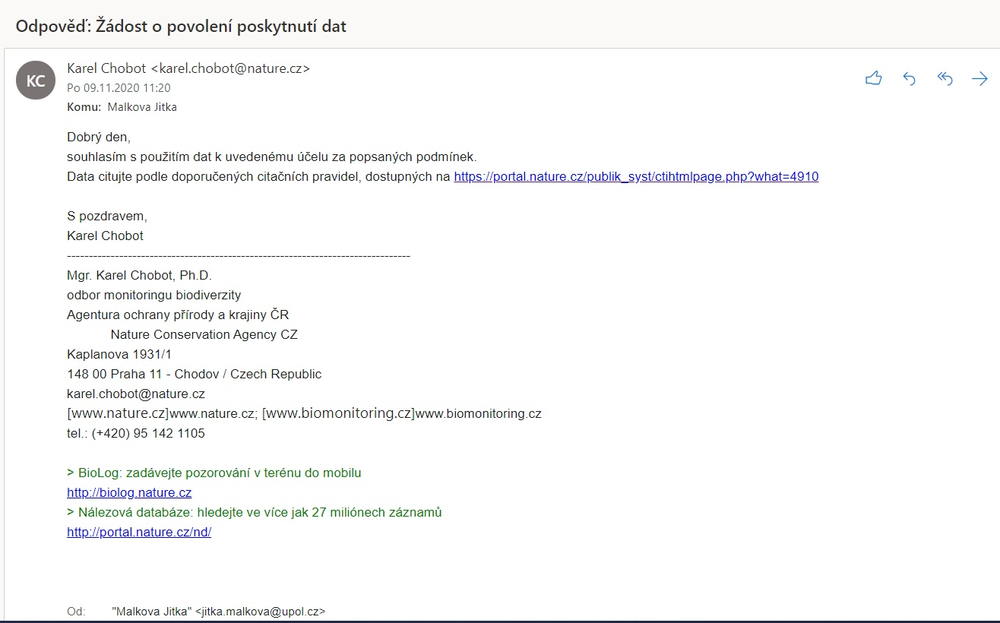 Odpověď: Žádost o povolení poskytnutí dat
KC
Karel Chobot <karel.chobot@nature.cz>
Po 09.11.2020 11:20
Komu: Malkova Jitka
Dobrý den,
souhlasím s použitím dat k uvedenému účelu za popsaných podmínek.
Data citujte podle doporučených citačních pravidel, dostupných na https://portal.nature.cz/publik_syst/ctihtmlpage.php?what=4910
S pozdravem,
Karel Chobot
--------------------------------------------------------------------------------
Mgr. Karel Chobot, Ph.D.
odbor monitoringu biodiverzity
Agentura ochrany přírody a krajiny ČR
Nature Conservation Agency CZ
Kaplanova 1931/1
148 00 Praha 11 - Chodov / Czech Republic
karel.chobot@nature.cz
[www.nature.cz]www.nature.cz; [www.biomonitoring.cz]www.biomonitoring.cz
tel.: (+420) 95 142 1105
> BioLog: zadávejte pozorování v terénu do mobilu
http://biolog.nature.cz
> Nálezová databáze: hledejte ve více jak 27 miliónech záznamů
http://portal.nature.cz/nd/
Od: "Malkova Jitka" <jitka.malkova@upol.cz>